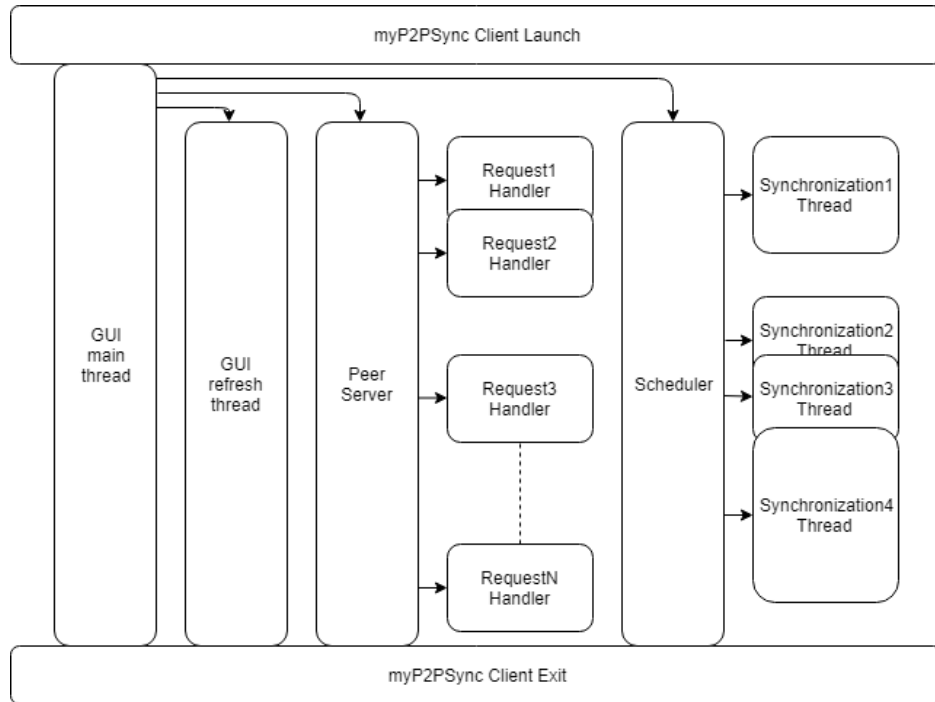 myP2PSync Client Launch
GUI
main
thread
GUI
refresh
thread
Peer
Server
Request1
Handler
Request2
Handler
Request3
Handler
RequestN
Handler
Scheduler
Synchronization1
Thread
Synchronization2
Thread
Synchronization3
Thread
Synchronization4
Thread
myP2PSync Client Exit